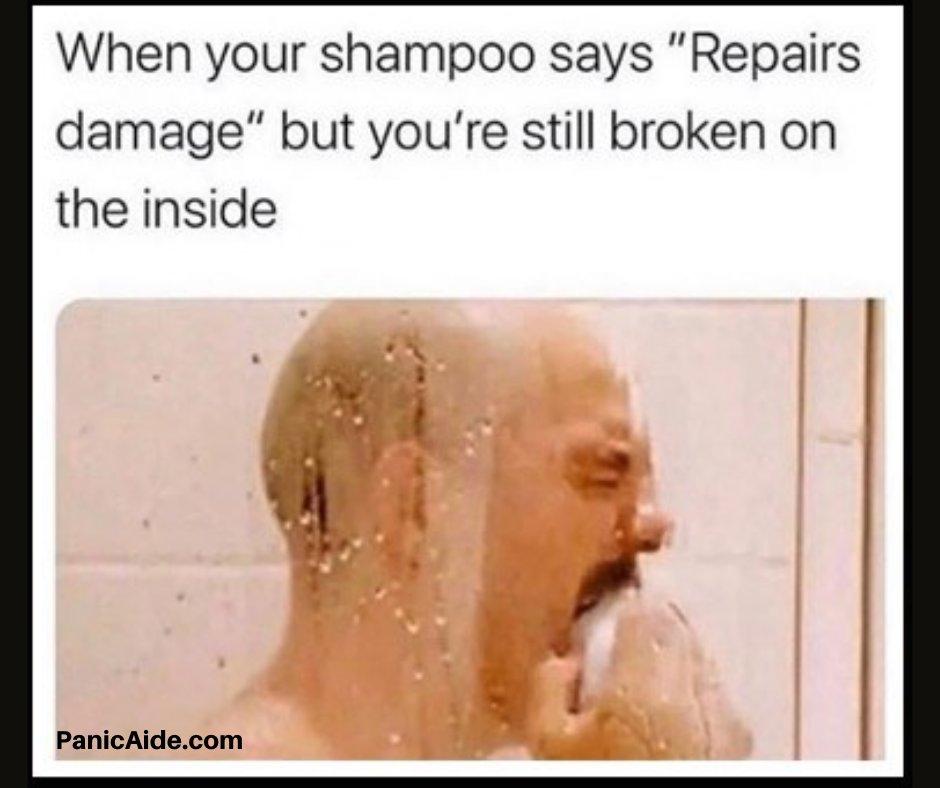 When your shampoo says "Repairs
damage" but you're still broken on
the inside
PanicAide.com